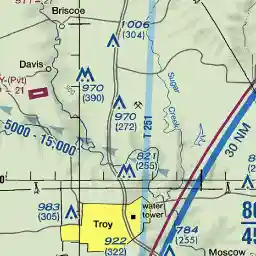 Briscoe
1006
(304)
Davis
(Pvt)
- 21
970
(390)
970
(272)
Sugar
Creek
T 251
5000 - 15,000
30 NM
821
(255)
983
(305)
Troy
water
tower
922
(322)
784
(255)
Moscow